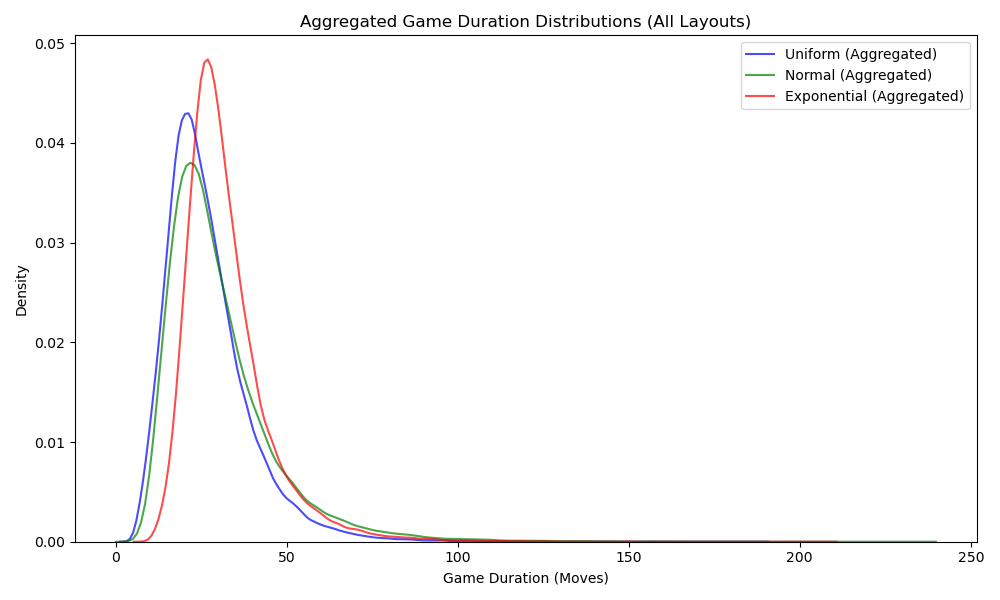 Aggregated Game Duration Distributions (All Layouts)
Uniform (Aggregated)
Normal (Aggregated)
Exponential (Aggregated)
0.05
0.04
0.03
0.02
0.01
0.00
Density
0 50 100 150 200 250
Game Duration (Moves)